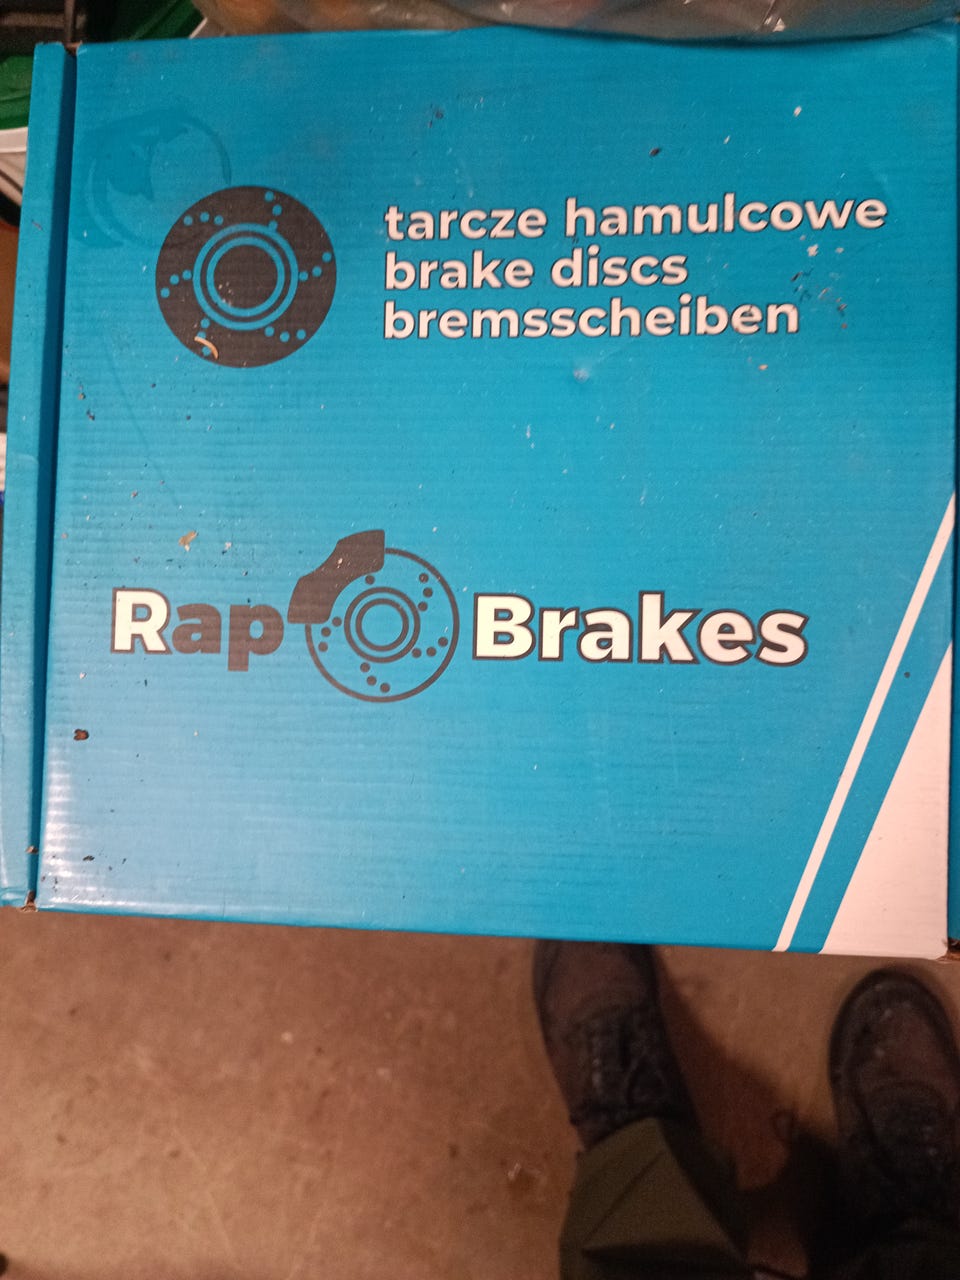 tarcze hamulcowe
brake discs
bremsscheiben
Rap Brakes